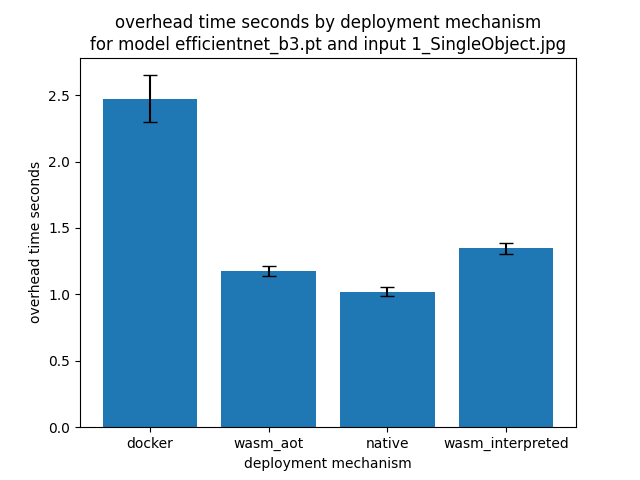 overhead time seconds by deployment mechanism
for model efficientnet_b3.pt and input 1_SingleObject.jpg
overhead time seconds
2.5
2.0
1.5
1.0
0.5
0.0
docker wasm_aot native wasm_interpreted
deployment mechanism